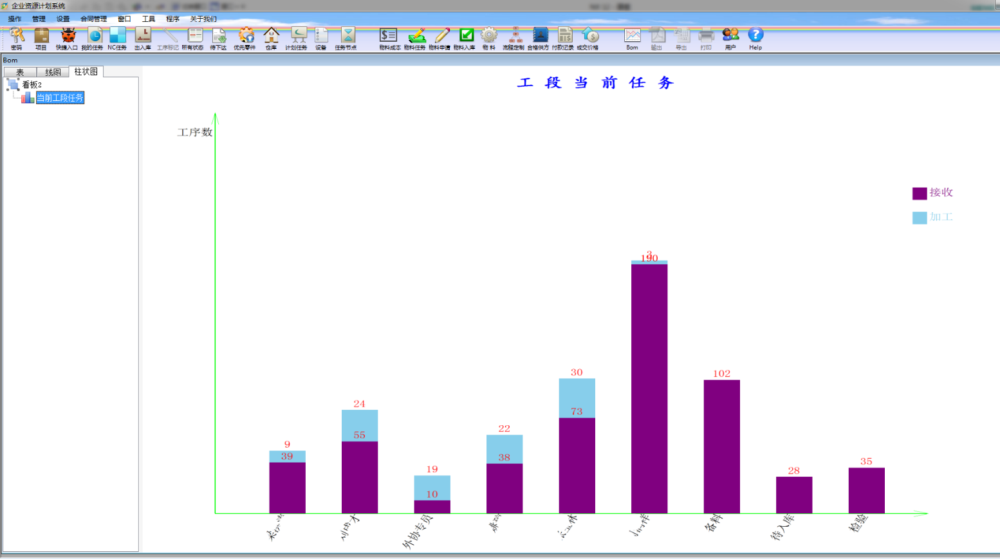 企业资源计划系统
操作 管理 设置 合同管理 窗口 工具 程序 关于我们
密码 项目 快捷入口 我的任务 NC任务 出入库 工序标记 所有状态 待下达 优先零件 仓库 计划任务 设备 任务节点 物料成本 物料任务 物料申请 物料入库 物料 流程定制 合格供方 付款记录 成交价格 Bom 输出 导出 打印 用户 Help
Bom
表 线图 柱状图
看板2
当前工段任务
工段当前任务
工序数
接收
加工
9
39
24
55
19
10
22
38
30
73
3
190
102
28
35
外协专员
备料
待入库
检验